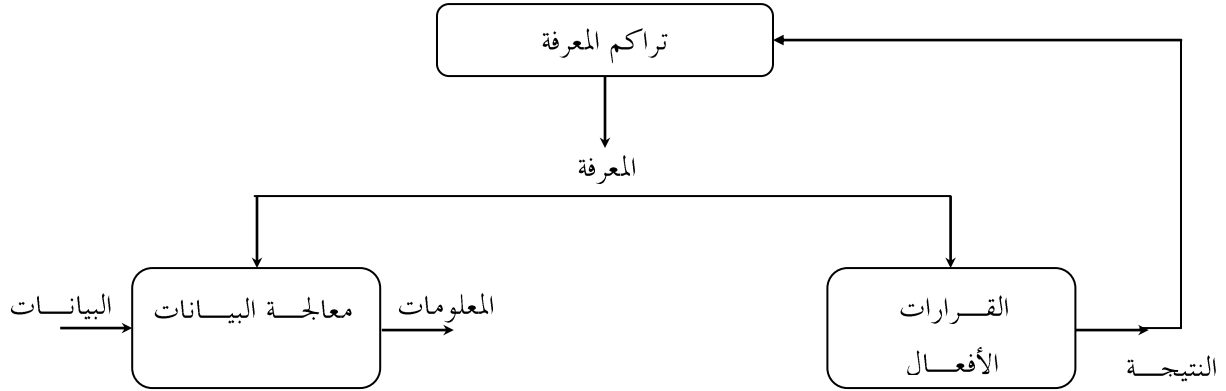 تراكم المعرفة
المعرفة
البيانات
معالجة البيانات
المعلومات
القرارات
الأفعال
النتيجة